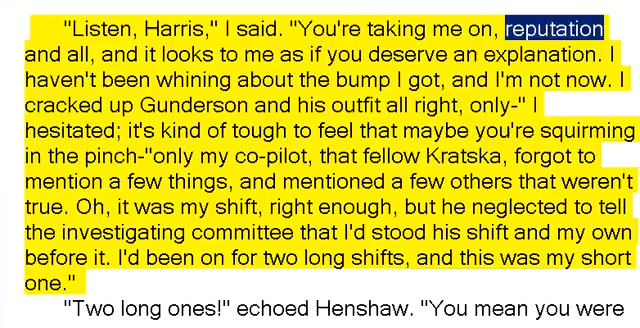 "Listen, Harris," I said. "You're taking me on, reputation
and all, and it looks to me as if you deserve an explanation. I
haven't been whining about the bump I got, and I'm not now. I
cracked up Gunderson and his outfit all right, only-" I
hesitated; it's kind of tough to feel that maybe you're squirming
in the pinch-"only my co-pilot, that fellow Kratska, forgot to
mention a few things, and mentioned a few others that weren't
true. Oh, it was my shift, right enough, but he neglected to tell
the investigating committee that I'd stood his shift and my own
before it. I'd been on for two long shifts, and this was my short
one."
"Two long ones!" echoed Henshaw. "You mean you were